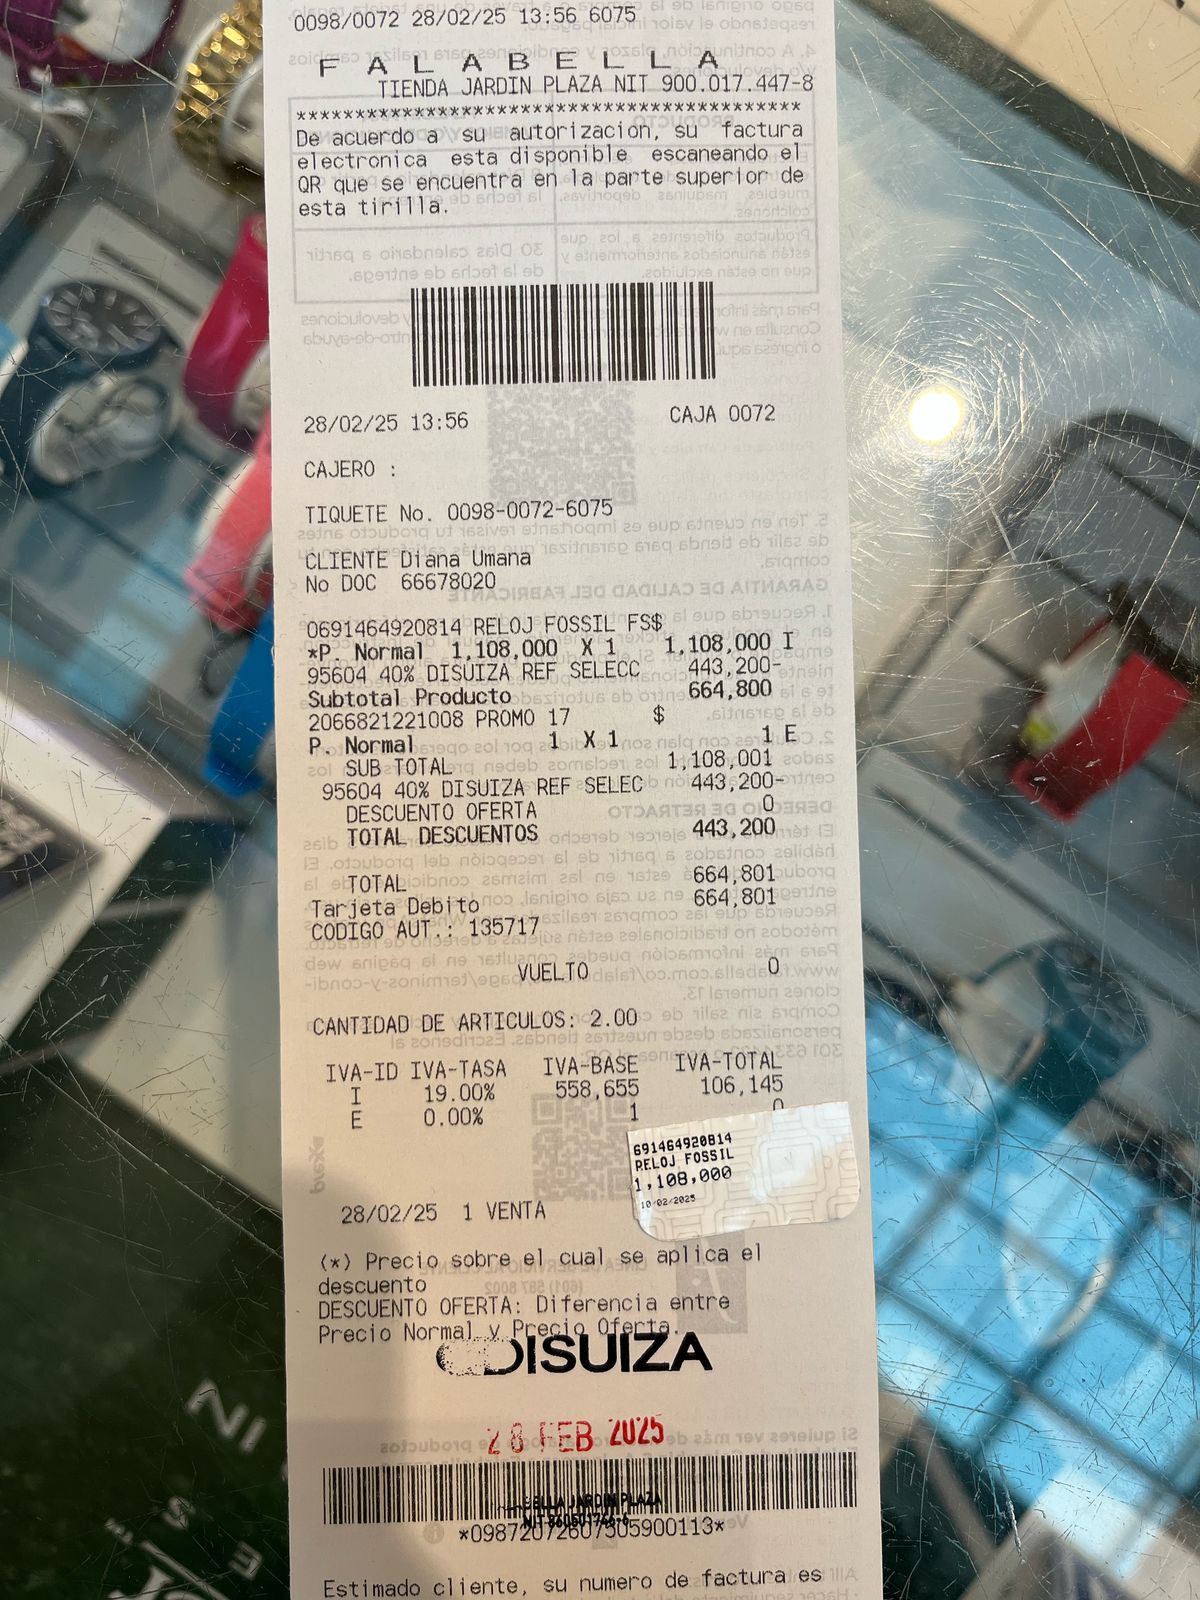 0098/0072 28/02/25 13:56 6075
F A L A B E L L A
TIENDA JARDIN PLAZA NIT 900.017.447-8
*******************************************
De acuerdo a su autorizacion, su factura
electronica esta disponible escaneando el
QR que se encuentra en la parte superior de
esta tirilla.
28/02/25 13:56 CAJA 0072
CAJERO :
TIQUETE No. 0098-0072-6075
CLIENTE Diana Umana
No DOC 66678020
0691464920814 RELOJ FOSSIL FS$
*P. Normal 1,108,000 X 1 1,108,000 I
95604 40% DISUIZA REF SELECC 443,200-
Subtotal Producto 664,800
2066821221008 PROMO 17 $
P. Normal 1 X 1 1 E
SUB TOTAL 1,108,001
95604 40% DISUIZA REF SELEC 443,200-
DESCUENTO OFERTA 0
TOTAL DESCUENTOS 443,200
TOTAL 664,801
Tarjeta Debito 664,801
CODIGO AUT.: 135717
VUELTO 0
CANTIDAD DE ARTICULOS: 2.00
IVA-ID IVA-TASA IVA-BASE IVA-TOTAL
I 19.00% 558,655 106,145
E 0.00% 1 0
691464920814
RELOJ FOSSIL
1,108,000
10/02/2025
28/02/25 1 VENTA
(*) Precio sobre el cual se aplica el
descuento
DESCUENTO OFERTA: Diferencia entre
Precio Normal y Precio Oferta.
DISUIZA
28 FEB 2025
JARDIN PLAZA
*09872072607305900113*
Estimado cliente, su numero de factura es